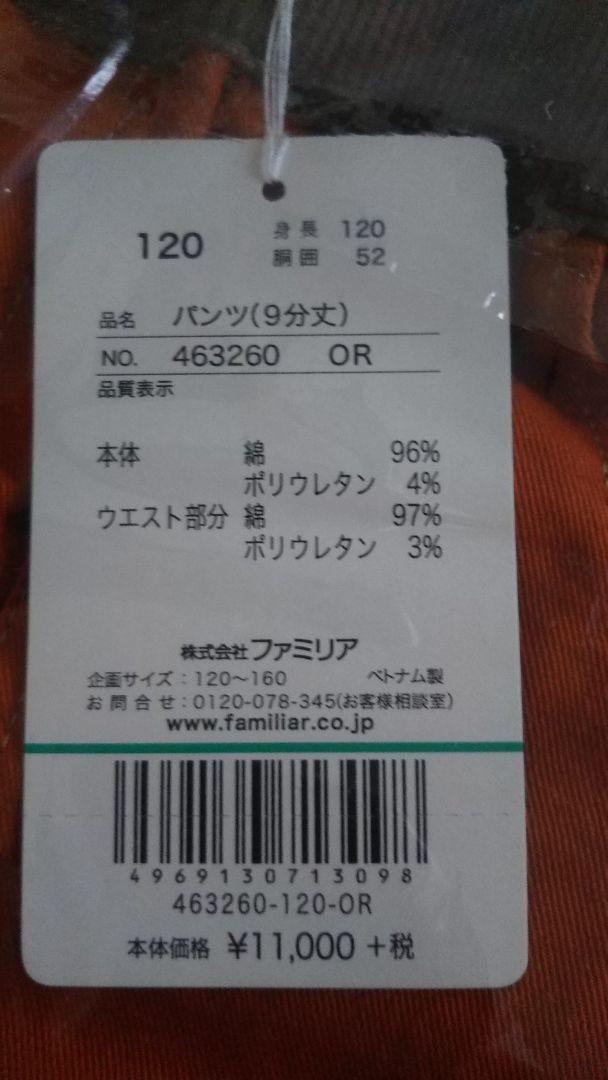 120 身長 120
胴囲 52
品名 パンツ(9分丈)
NO. 463260 OR
品質表示
本体 綿 96%
ポリウレタン 4%
ウエスト部分 綿 97%
ポリウレタン 3%
株式会社ファミリア
企画サイズ：120〜160 ベトナム製
お問合せ：0120-078-345(お客様相談室)
www.familiar.co.jp
4969130713098
463260-120-OR
本体価格 ¥11,000 +税